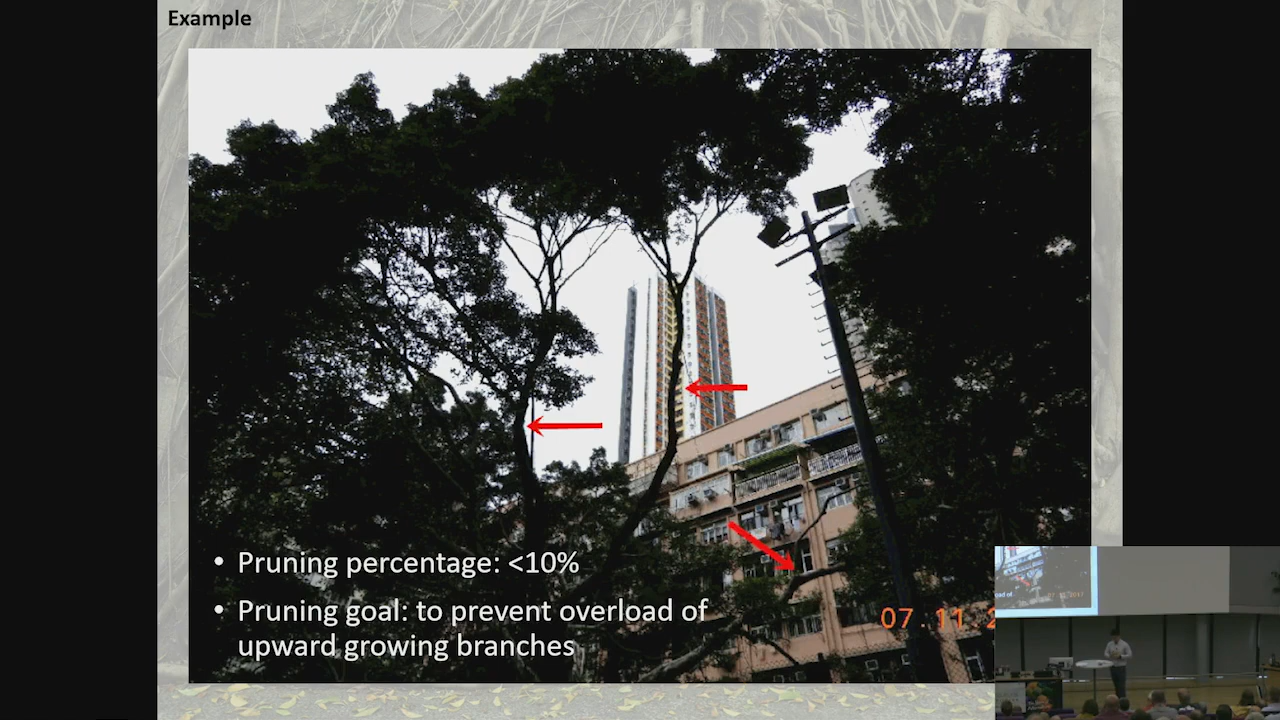 Example
• Pruning percentage: <10%
• Pruning goal: to prevent overload of
upward growing branches
07.11.2